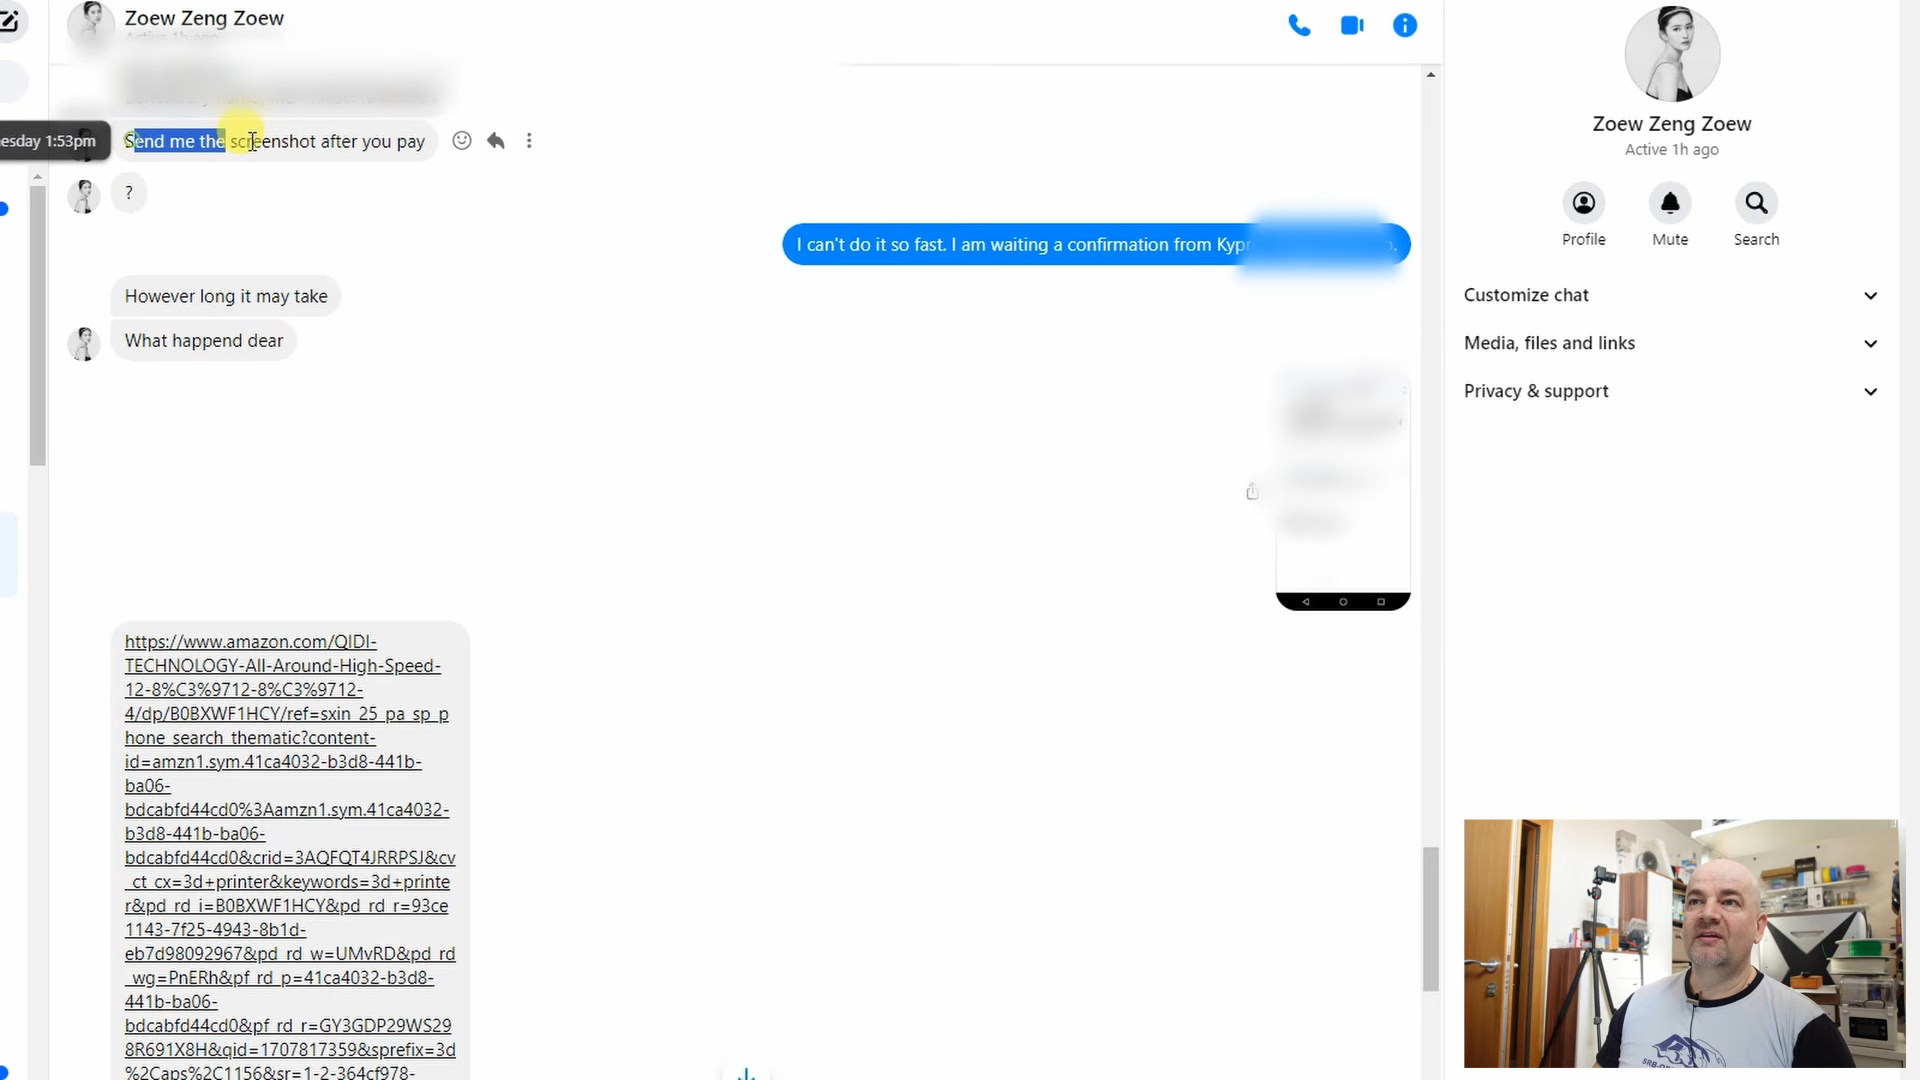 Zoew Zeng Zoew
Active 1h ago
esday 1:53pm
Send me the screenshot after you pay
?
I can't do it so fast. I am waiting a confirmation from
However long it may take
What happend dear
https://www.amazon.com/QIDI-
TECHNOLOGY-All-Around-High-Speed-
12-8%C3%9712-8%C3%9712-
4/dp/B0BXWF1HCY/ref=sxin_25_pa_sp_p
hone_search_thematic?content-
id=amzn1.sym.41ca4032-b3d8-441b-
ba06-
bdcabfd44cd0%3Aamzn1.sym.41ca4032-
b3d8-441b-ba06-
bdcabfd44cd0&crid=3AQFQT4JRRPSJ&cv
_ct_cx=3d+printer&keywords=3d+printe
r&pd_rd_i=B0BXWF1HCY&pd_rd_r=93ce
1143-7f25-4943-8b1d-
eb7d98092967&pd_rd_w=UMvRD&pd_rd
_wg=PnERh&pf_rd_p=41ca4032-b3d8-
441b-ba06-
bdcabfd44cd0&pf_rd_r=GY3GDP29WS29
8R691X8H&qid=1707817359&sprefix=3d
%2Caps%2C1156&sr=1-2-364cf978-
Zoew Zeng Zoew
Active 1h ago
Profile
Mute
Search
Customize chat
Media, files and links
Privacy & support